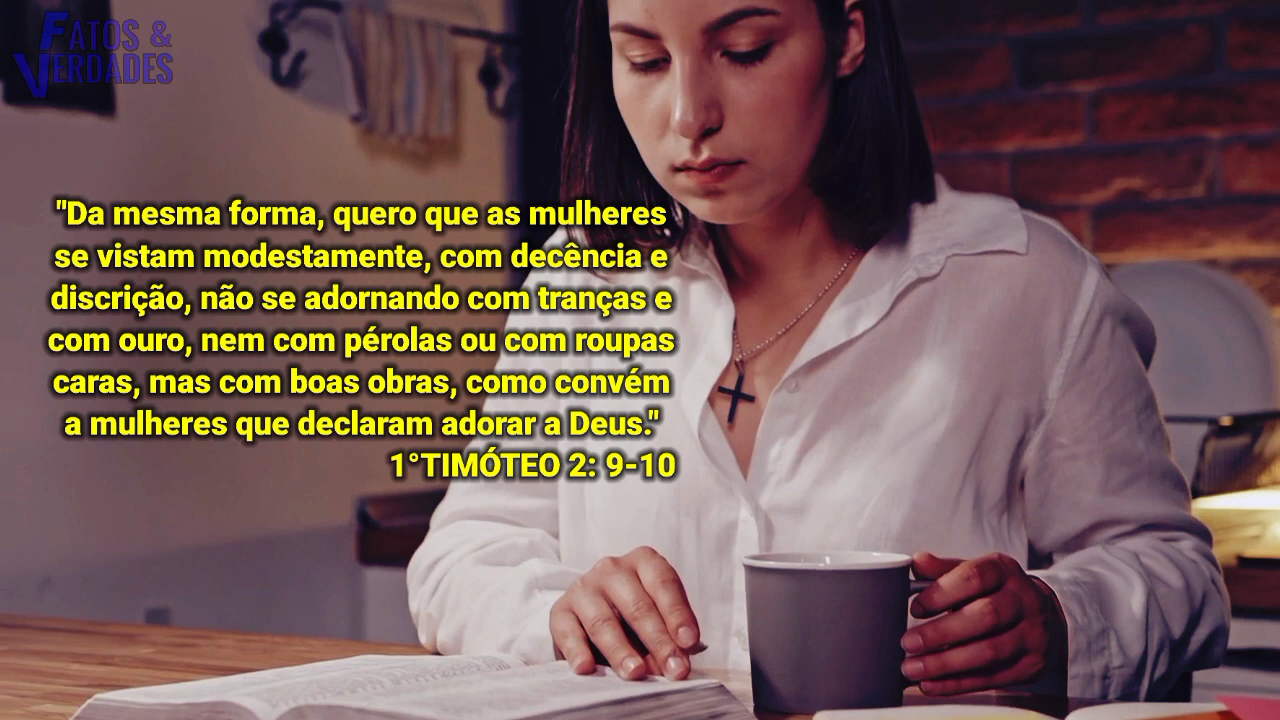 FATOS &
VERDADES
"Da mesma forma, quero que as mulheres
se vistam modestamente, com decência e
discrição, não se adornando com tranças e
com ouro, nem com pérolas ou com roupas
caras, mas com boas obras, como convém
a mulheres que declaram adorar a Deus."
1°TIMÓTEO 2: 9-10